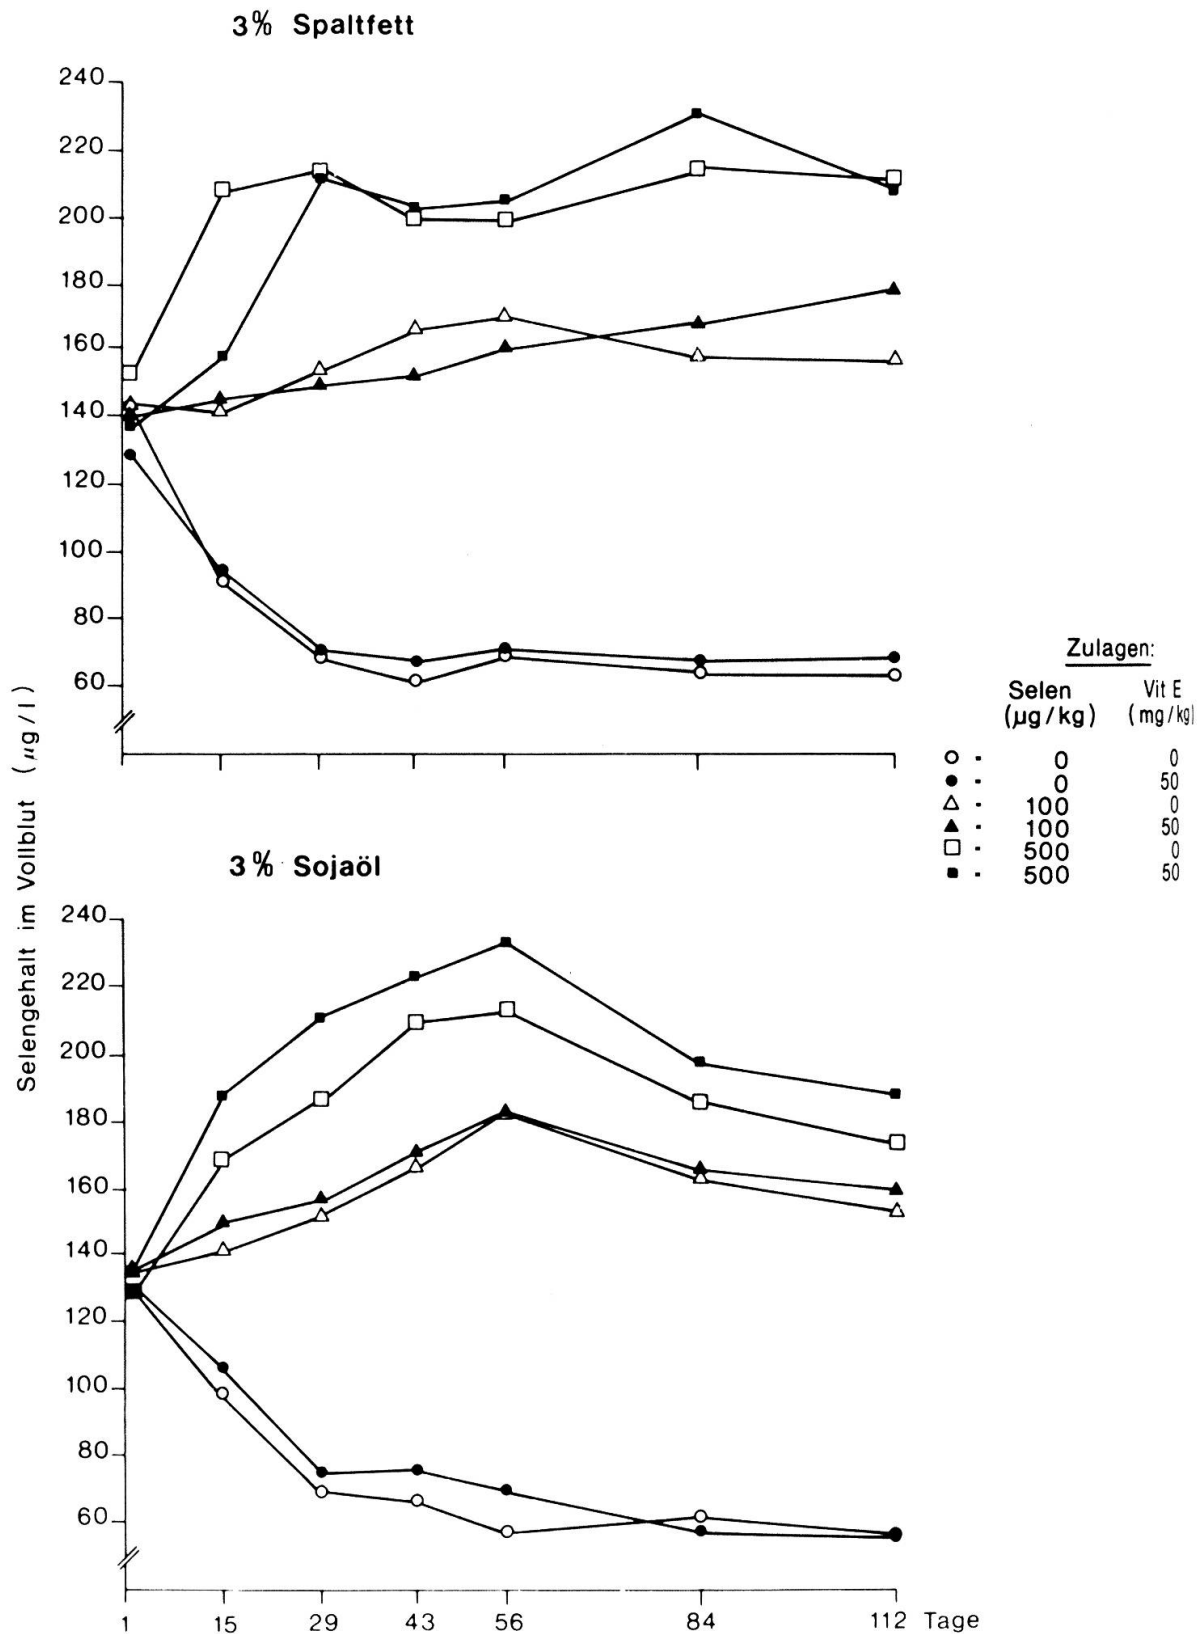 3% Spaltfett
240
220
200
180
160
140
120
100
80
60
Selengehalt im Vollblut (µg/l)
Zulagen:
Selen Vit E
(µg/kg) (mg/kg)
○ - 0 0
● - 0 50
△ - 100 0
▲ - 100 50
□ - 500 0
■ - 500 50
3% Sojaöl
240
220
200
180
160
140
120
100
80
60
1 15 29 43 56 84 112 Tage